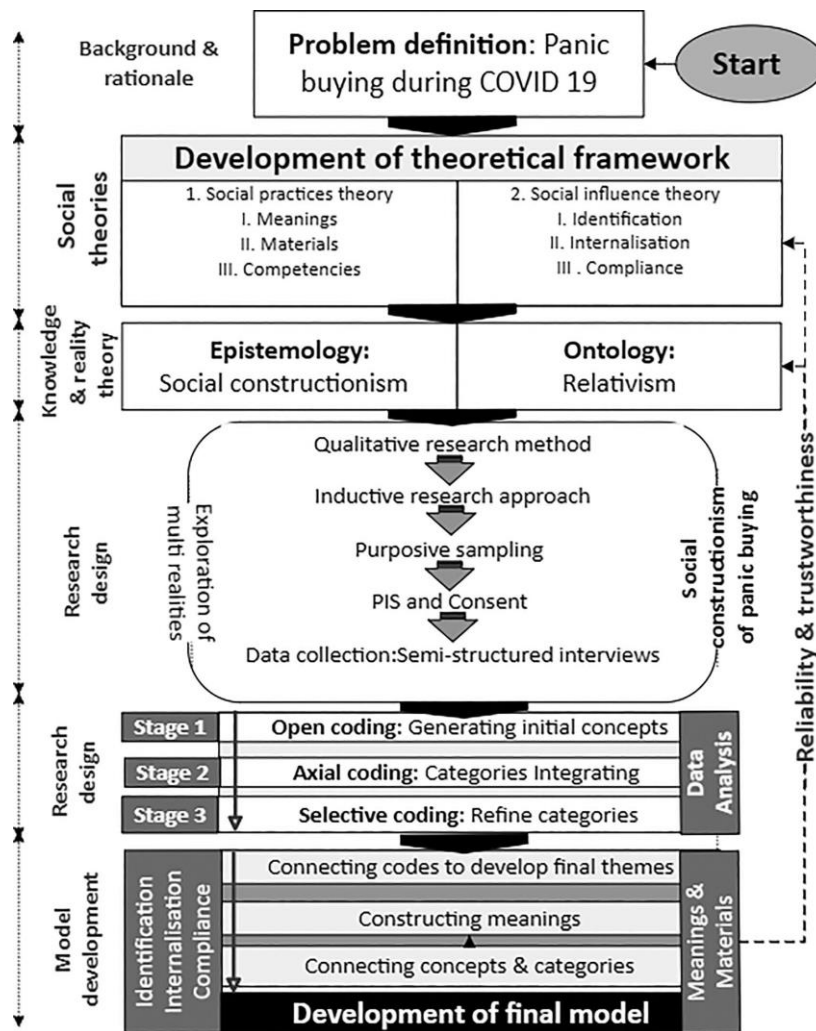 Background &
rationale
Problem definition: Panic
buying during COVID 19
Start
Social
theories
Development of theoretical framework
1. Social practices theory
I. Meanings
II. Materials
III. Competencies
2. Social influence theory
I. Identification
II. Internalisation
III . Compliance
Knowledge
& reality
theory
Epistemology:
Social constructionism
Ontology:
Relativism
Research
design
Exploration of
multi realities
Qualitative research method
Inductive research approach
Purposive sampling
PIS and Consent
Data collection:Semi-structured interviews
Social
constructionism
of panic buying
Reliability & trustworthiness
Research
design
Stage 1
Open coding: Generating initial concepts
Stage 2
Axial coding: Categories Integrating
Stage 3
Selective coding: Refine categories
Data
Analysis
Model
development
Identification
Internalisation
Compliance
Connecting codes to develop final themes
Constructing meanings
Connecting concepts & categories
Meanings &
Materials
Development of final model